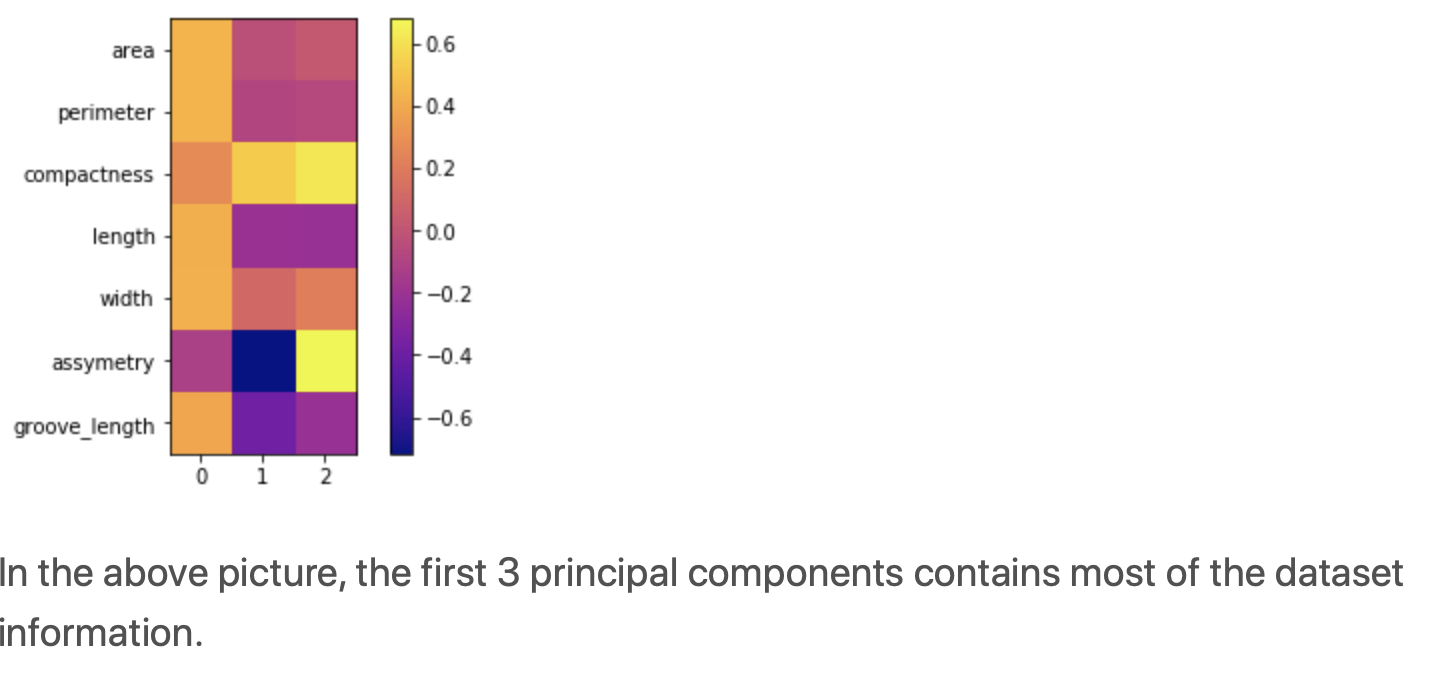 area
perimeter
compactness
length
width
assymetry
groove_length
0 1 2
0.6
0.4
0.2
0.0
−0.2
−0.4
−0.6
In the above picture, the first 3 principal components contains most of the dataset
information.